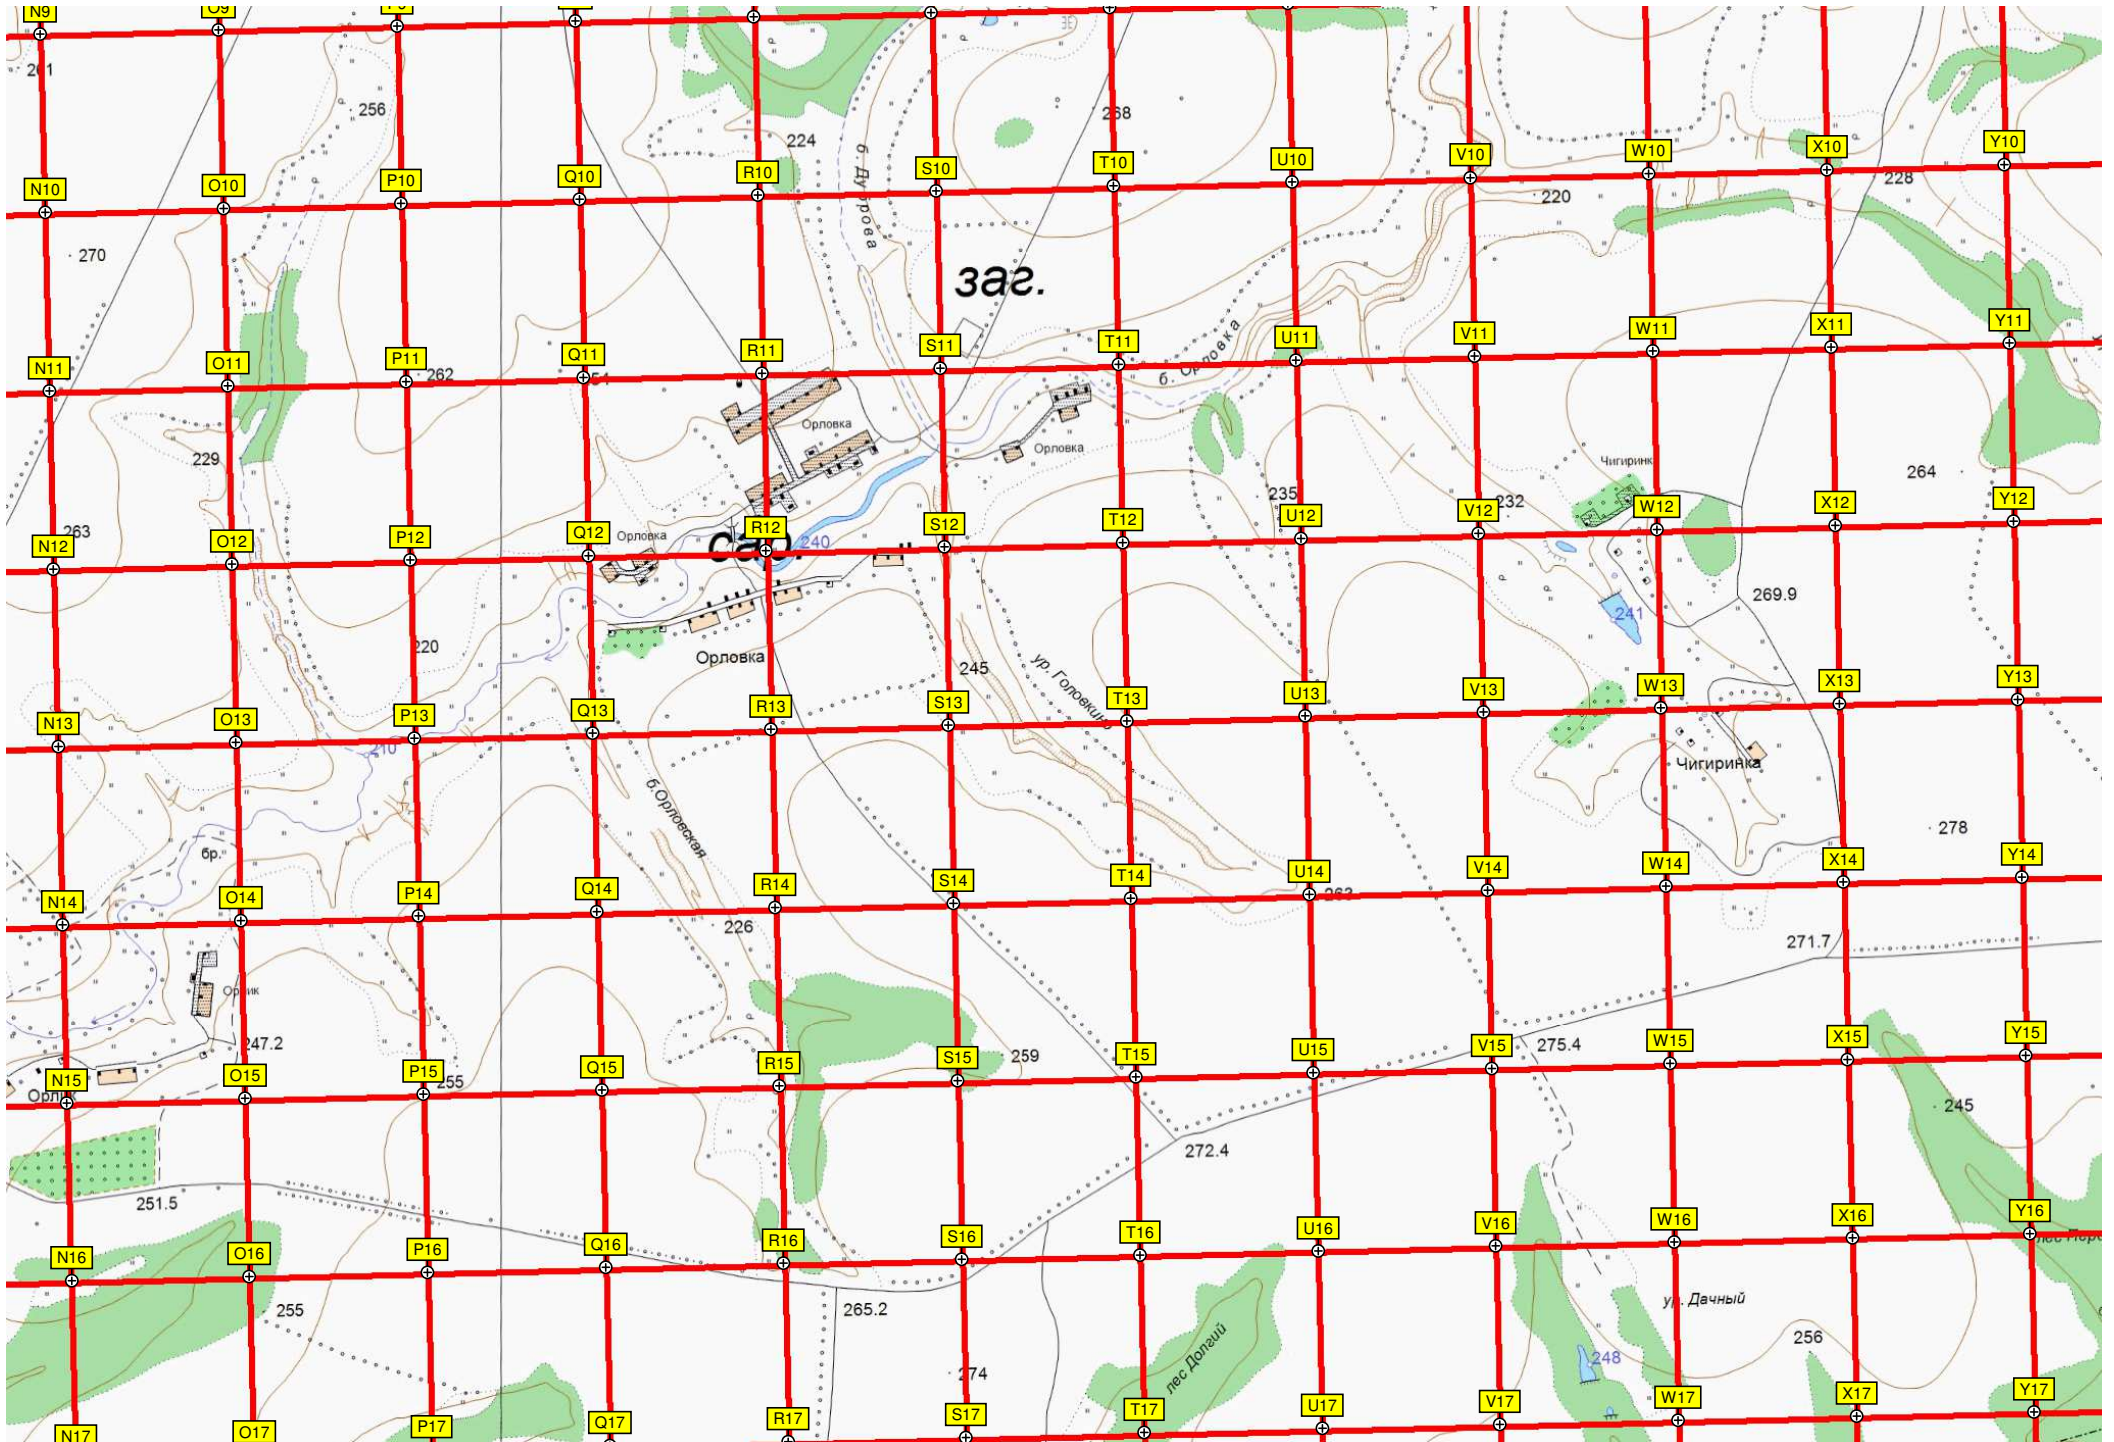 N9 O9
261
256
268
224
б. Дуброва
N10 O10 P10 Q10 R10 S10 T10 U10 V10 W10 X10 Y10
220
228
270
заг.
N11 O11 P11 Q11 R11 S11 T11 U11 V11 W11 X11 Y11
262
б. Орловка
Орловка
Орловка
229
Чигиринк
264
235
232
263
N12 O12 P12 Q12 R12 S12 T12 U12 V12 W12 X12 Y12
Орловка
240
сар.
269.9
241
220
Орловка
245
ур. Головкино
N13 O13 P13 Q13 R13 S13 T13 U13 V13 W13 X13 Y13
210
Чигиринка
б.Орловская
278
бр.
N14 O14 P14 Q14 R14 S14 T14 U14 V14 W14 X14 Y14
263
226
271.7
Орлик
247.2
259
275.4
N15 O15 P15 Q15 R15 S15 T15 U15 V15 W15 X15 Y15
255
Орлик
245
272.4
251.5
N16 O16 P16 Q16 R16 S16 T16 U16 V16 W16 X16 Y16
255
265.2
ур. Дачный
256
лес Долгий
248
274
N17 O17 P17 Q17 R17 S17 T17 U17 V17 W17 X17 Y17